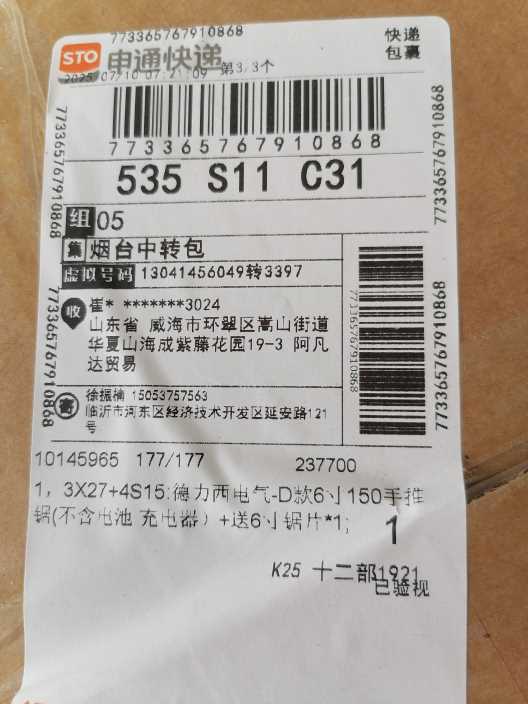 773365767910868
STO 申通快递
快递
包裹
2025/07/10 07:21:09 第3/3个
773365767910868
773365767910868
773365767910868
535 S11 C31
组05
集 烟台中转包
虚拟号码 13041456049转3397
收 崔* *******3024
山东省 威海市环翠区嵩山街道
华夏山海成紫藤花园19-3 阿凡
达贸易
773365767910868
773365767910868
773365767910868
寄 徐振楠 15053757563
临沂市河东区经济技术开发区延安路121
号
10145965 177/177 237700
1, 3X27+4S15:德力西电气-D款6寸150手推
锯(不含电池 充电器) +送6寸锯片*1;
1
K25 十二部1921
已验视